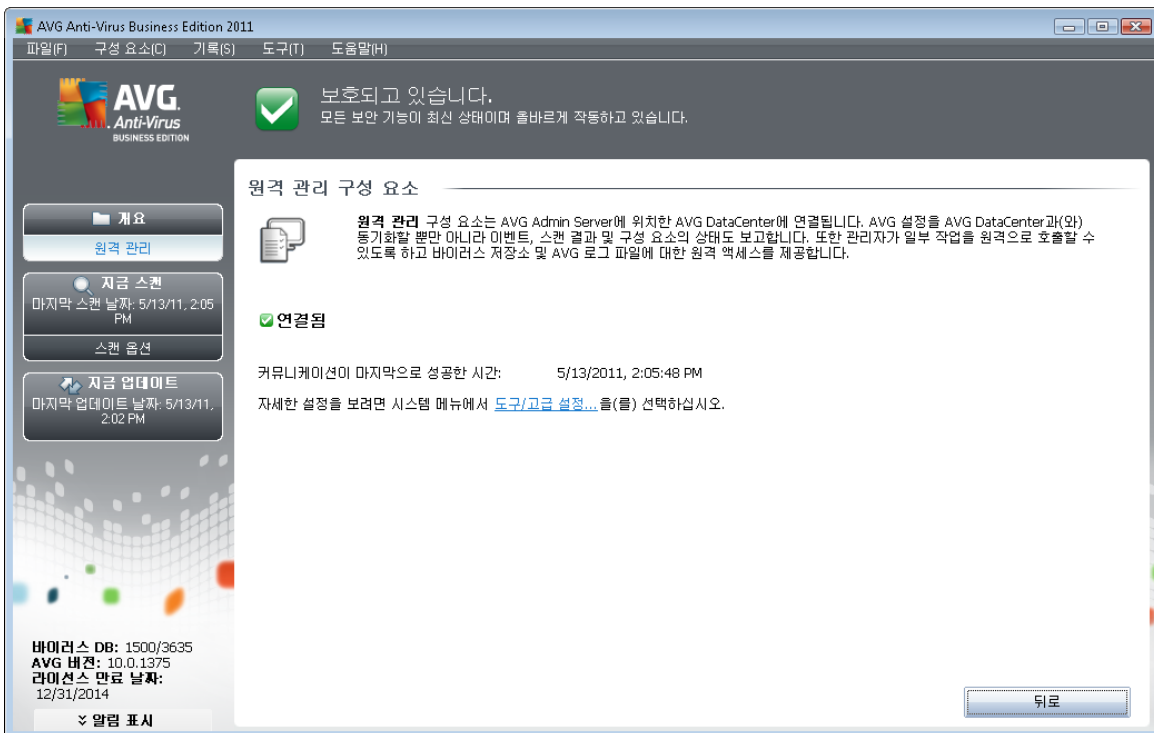 AVG Anti-Virus Business Edition 2011
파일(F) 구성 요소(C) 기록(S) 도구(T) 도움말(H)
AVG.
Anti-Virus
BUSINESS EDITION
보호되고 있습니다.
모든 보안 기능이 최신 상태이며 올바르게 작동하고 있습니다.
개요
원격 관리
지금 스캔
마지막 스캔 날짜: 5/13/11, 2:05
PM
스캔 옵션
지금 업데이트
마지막 업데이트 날짜: 5/13/11,
2:02 PM
바이러스 DB: 1500/3635
AVG 버전: 10.0.1375
라이선스 만료 날짜:
12/31/2014
알림 표시
원격 관리 구성 요소
원격 관리 구성 요소는 AVG Admin Server에 위치한 AVG DataCenter에 연결됩니다. AVG 설정을 AVG DataCenter과(와)
동기화할 뿐만 아니라 이벤트, 스캔 결과 및 구성 요소의 상태도 보고합니다. 또한 관리자가 일부 작업을 원격으로 호출할 수
있도록 하고 바이러스 저장소 및 AVG 로그 파일에 대한 원격 액세스를 제공합니다.
연결됨
커뮤니케이션이 마지막으로 성공한 시간: 5/13/2011, 2:05:48 PM
자세한 설정을 보려면 시스템 메뉴에서 도구/고급 설정... 을(를) 선택하십시오.
뒤로